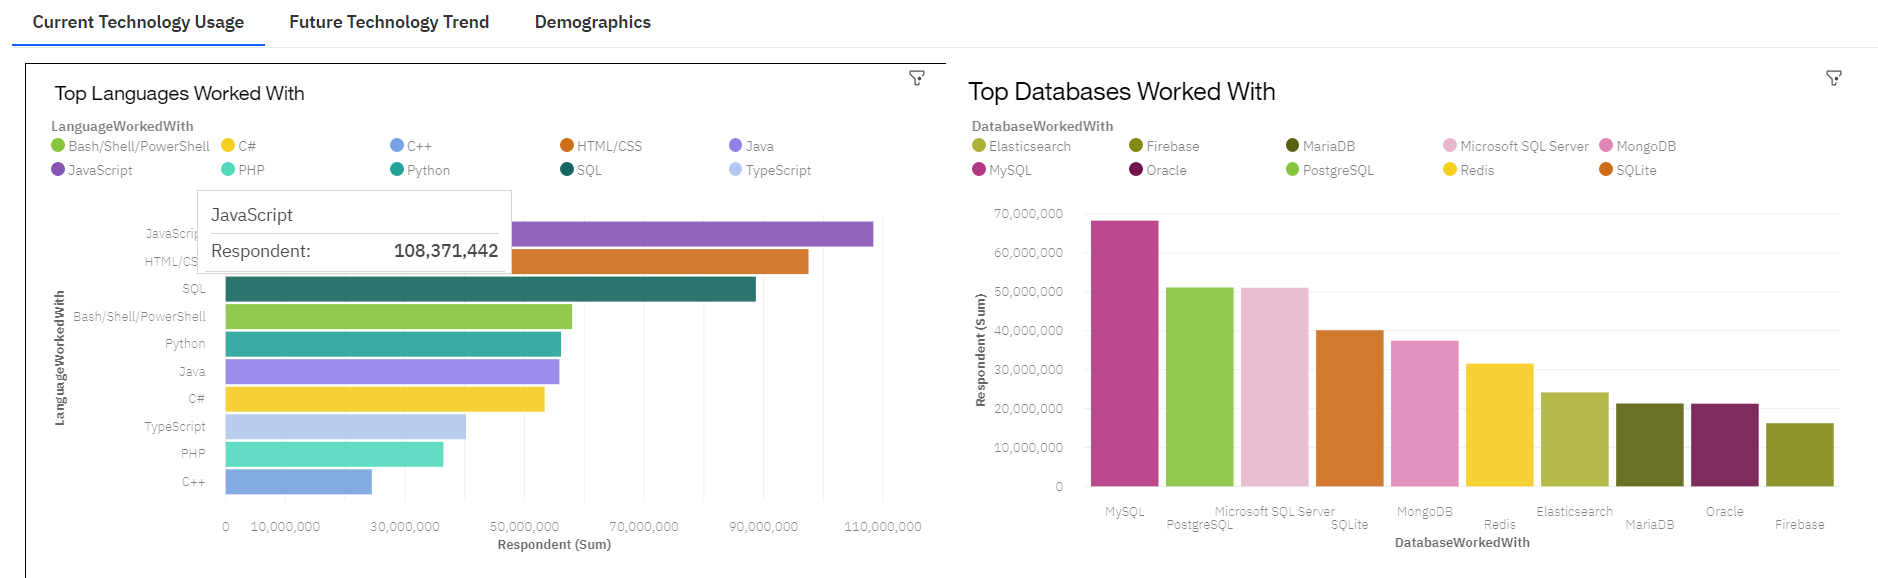 Current Technology Usage Future Technology Trend Demographics
Top Languages Worked With
LanguageWorkedWith
Bash/Shell/PowerShell C# C++ HTML/CSS Java
JavaScript PHP Python SQL TypeScript
JavaScript
Respondent: 108,371,442
LanguageWorkedWith
JavaScrip
HTML/CS
SQL
Bash/Shell/PowerShell
Python
Java
C#
TypeScript
PHP
C++
0 10,000,000 30,000,000 50,000,000 70,000,000 90,000,000 110,000,000
Respondent (Sum)
Top Databases Worked With
DatabaseWorkedWith
Elasticsearch Firebase MariaDB Microsoft SQL Server MongoDB
MySQL Oracle PostgreSQL Redis SQLite
Respondent (Sum)
70,000,000
60,000,000
50,000,000
40,000,000
30,000,000
20,000,000
10,000,000
0
MySQL Microsoft SQL Server MongoDB Elasticsearch Oracle
PostgreSQL SQLite Redis MariaDB Firebase
DatabaseWorkedWith